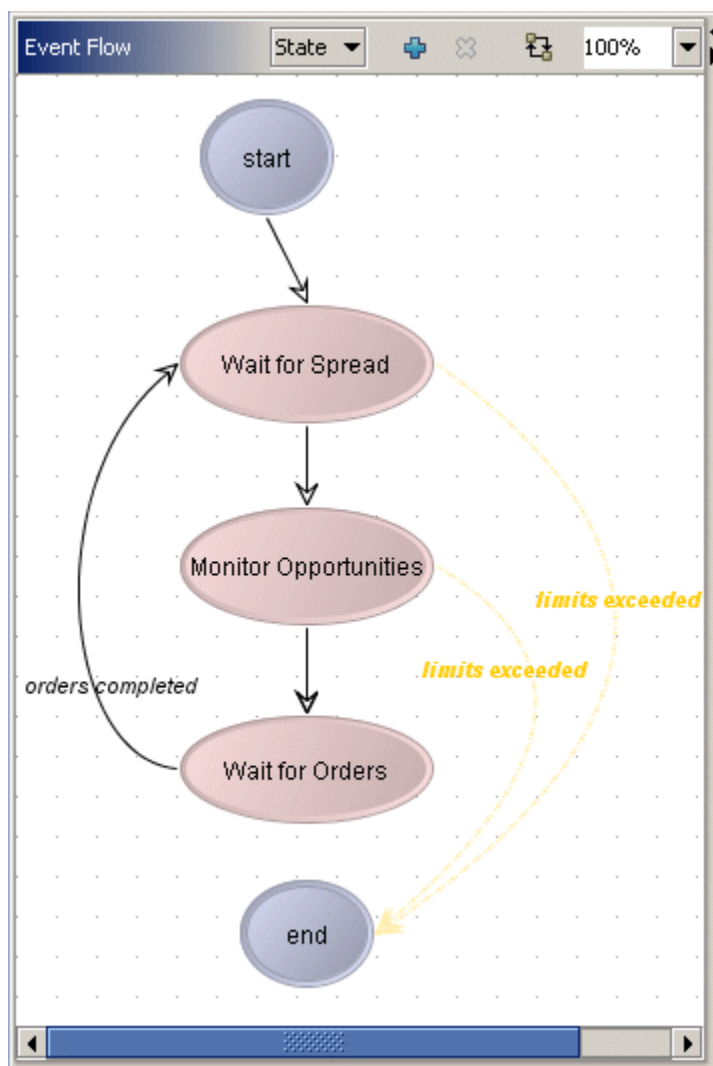 Event Flow State 100%
start
Wait for Spread
Monitor Opportunities
limits exceeded
limits exceeded
orders completed
Wait for Orders
end